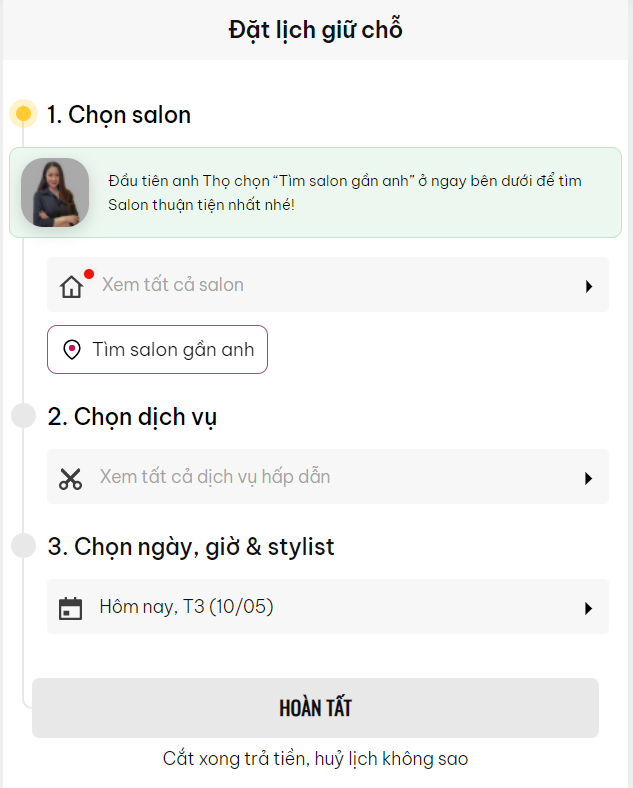 Đặt lịch giữ chỗ
1. Chọn salon
Đầu tiên anh Thọ chọn “Tìm salon gần anh” ở ngay bên dưới để tìm
Salon thuận tiện nhất nhé!
Xem tất cả salon
Tìm salon gần anh
2. Chọn dịch vụ
Xem tất cả dịch vụ hấp dẫn
3. Chọn ngày, giờ & stylist
Hôm nay, T3 (10/05)
HOÀN TẤT
Cắt xong trả tiền, huỷ lịch không sao